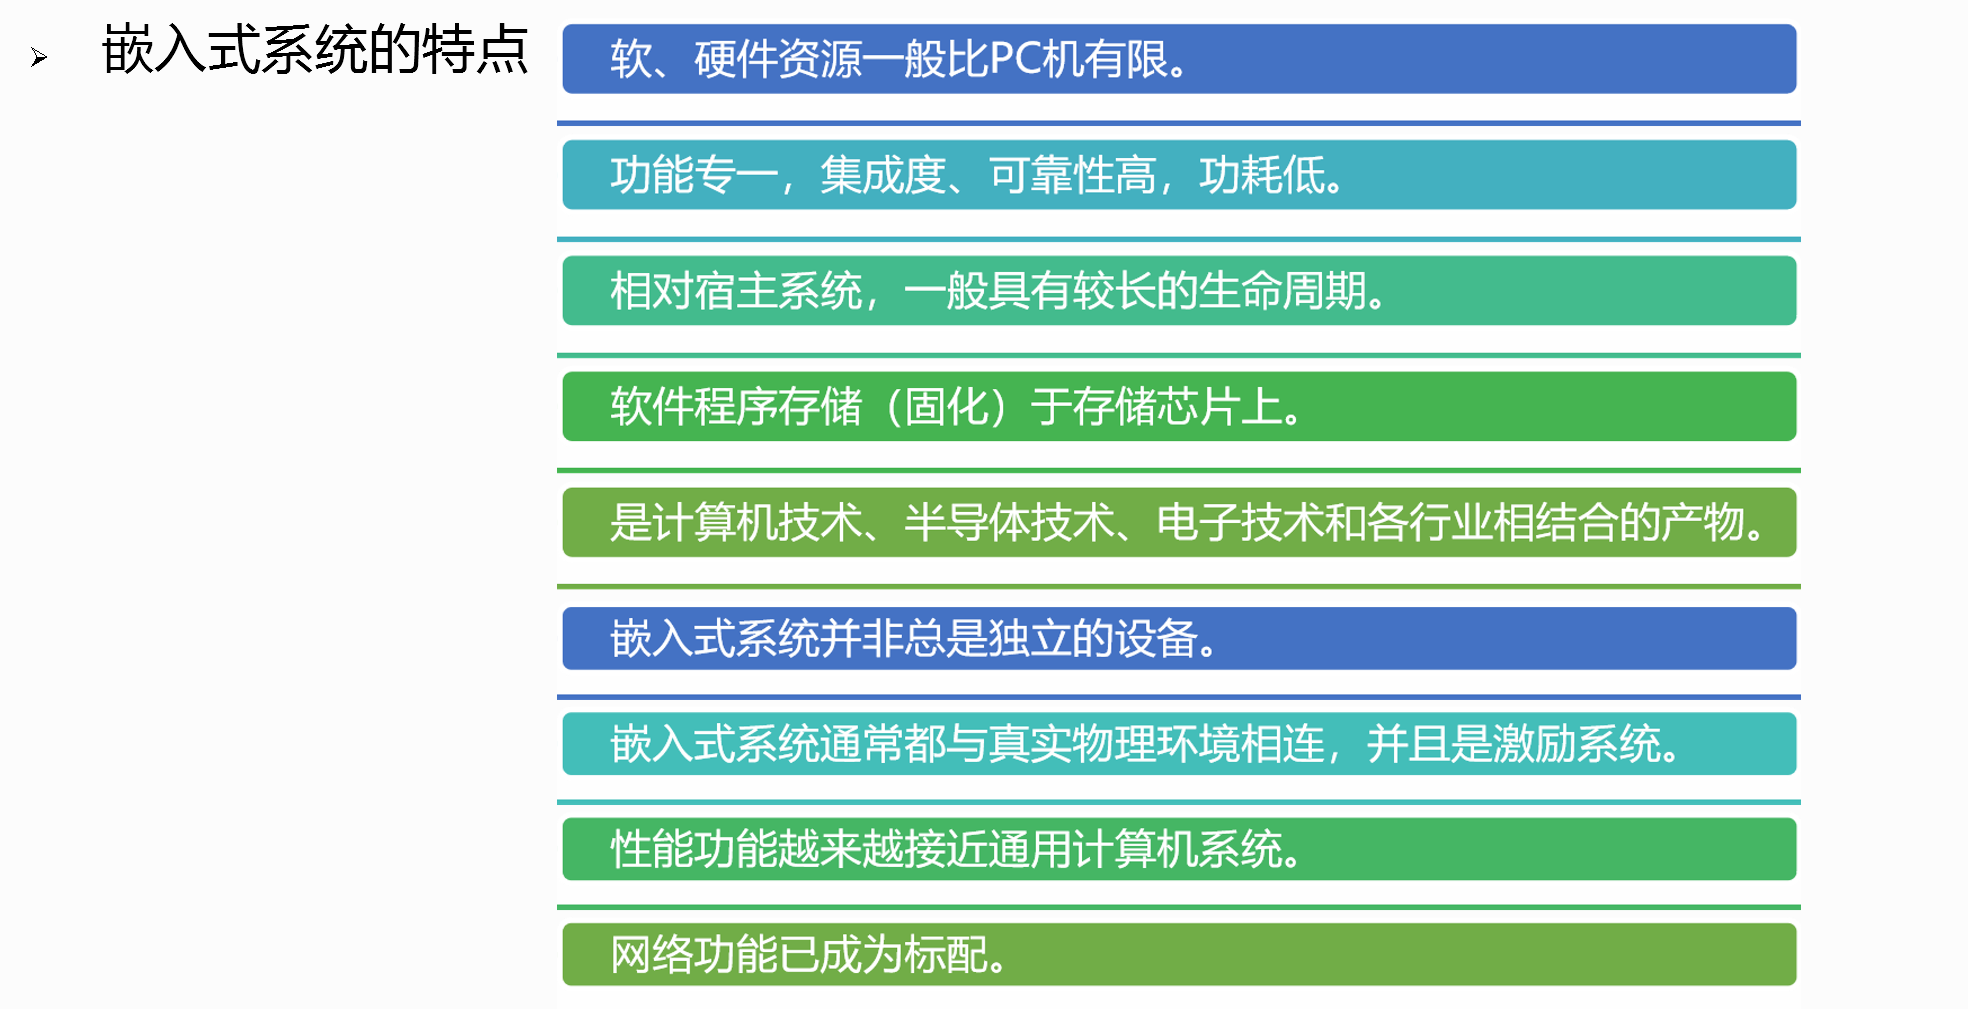 嵌入式系统的特点
软、硬件资源一般比PC机有限。
功能专一，集成度、可靠性高，功耗低。
相对宿主系统，一般具有较长的生命周期。
软件程序存储（固化）于存储芯片上。
是计算机技术、半导体技术、电子技术和各行业相结合的产物。
嵌入式系统并非总是独立的设备。
嵌入式系统通常都与真实物理环境相连，并且是激励系统。
性能功能越来越接近通用计算机系统。
网络功能已成为标配。